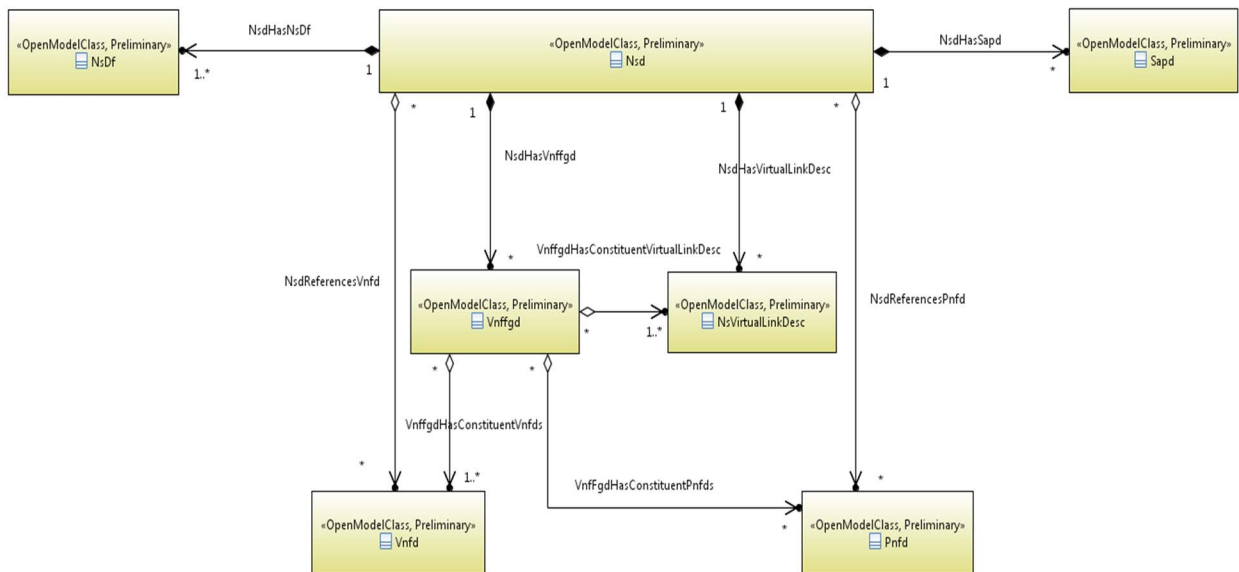 NsdHasNsDf
«OpenModelClass, Preliminary»
NsDf
1..*
1
«OpenModelClass, Preliminary»
Nsd
NsdHasSapd
1
*
«OpenModelClass, Preliminary»
Sapd
*
1
1
*
NsdHasVnffgd
NsdHasVirtualLinkDesc
VnffgdHasConstituentVirtualLinkDesc
*
*
NsdReferencesVnfd
NsdReferencesPnfd
«OpenModelClass, Preliminary»
Vnffgd
*
1..*
«OpenModelClass, Preliminary»
NsVirtualLinkDesc
*
*
VnffgdHasConstituentVnfds
*
1..*
VnfFgdHasConstituentPnfds
*
*
«OpenModelClass, Preliminary»
Vnfd
«OpenModelClass, Preliminary»
Pnfd